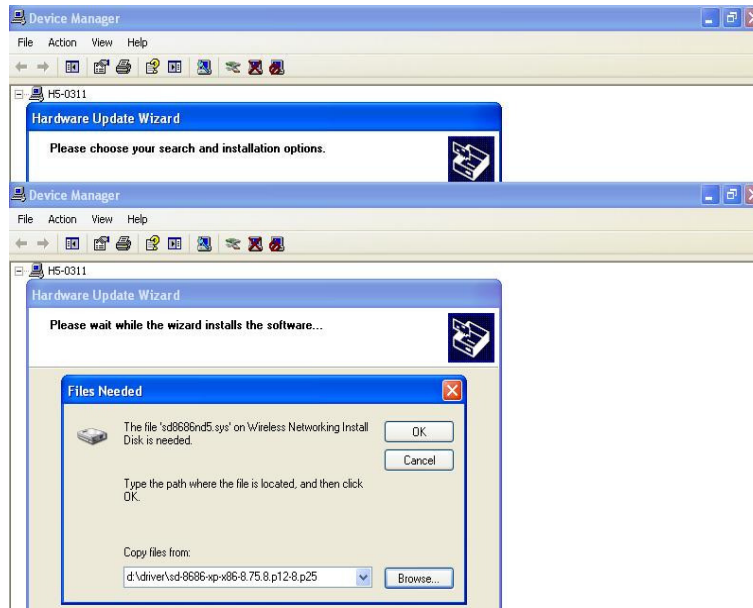 Device Manager
File Action View Help
H5-0311
Hardware Update Wizard
Please choose your search and installation options.
Device Manager
File Action View Help
H5-0311
Hardware Update Wizard
Please wait while the wizard installs the software...
Files Needed
The file 'sd8686nd5.sys' on Wireless Networking Install
Disk is needed.
OK
Cancel
Type the path where the file is located, and then click
OK.
Copy files from:
d:\driver\sd-8686-xp-x86-8.75.8.p12-8.p25
Browse...